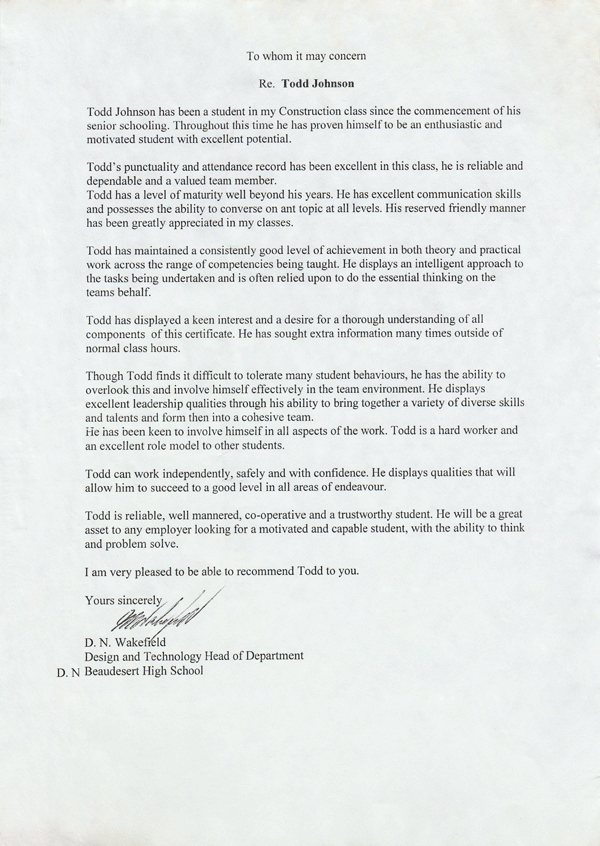 To whom it may concern
Re. Todd Johnson
Todd Johnson has been a student in my Construction class since the commencement of his
senior schooling. Throughout this time he has proven himself to be an enthusiastic and
motivated student with excellent potential.
Todd's punctuality and attendance record has been excellent in this class, he is reliable and
dependable and a valued team member.
Todd has a level of maturity well beyond his years. He has excellent communication skills
and possesses the ability to converse on ant topic at all levels. His reserved friendly manner
has been greatly appreciated in my classes.
Todd has maintained a consistently good level of achievement in both theory and practical
work across the range of competencies being taught. He displays an intelligent approach to
the tasks being undertaken and is often relied upon to do the essential thinking on the
teams behalf.
Todd has displayed a keen interest and a desire for a thorough understanding of all
components of this certificate. He has sought extra information many times outside of
normal class hours.
Though Todd finds it difficult to tolerate many student behaviours, he has the ability to
overlook this and involve himself effectively in the team environment. He displays
excellent leadership qualities through his ability to bring together a variety of diverse skills
and talents and form then into a cohesive team.
He has been keen to involve himself in all aspects of the work. Todd is a hard worker and
an excellent role model to other students.
Todd can work independently, safely and with confidence. He displays qualities that will
allow him to succeed to a good level in all areas of endeavour.
Todd is reliable, well mannered, co-operative and a trustworthy student. He will be a great
asset to any employer looking for a motivated and capable student, with the ability to think
and problem solve.
I am very pleased to be able to recommend Todd to you.
Yours sincerely
D. N. Wakefield
Design and Technology Head of Department
D. N Beaudesert High School